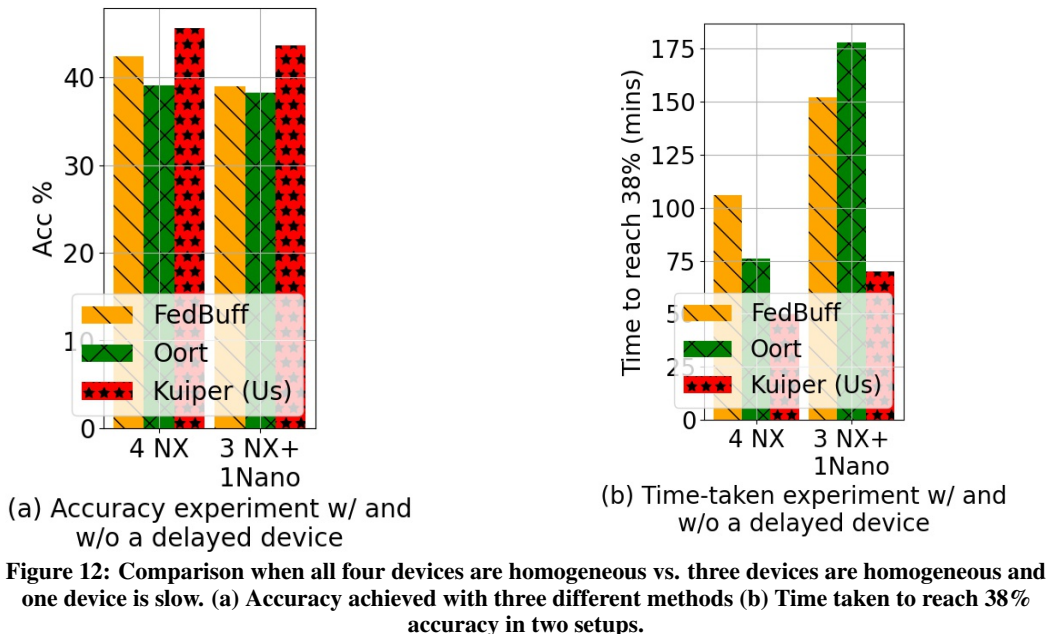 40
30
20
10
0
Acc %
FedBuff
Oort
Kuiper (Us)
4 NX
3 NX+
1Nano
(a) Accuracy experiment w/ and
w/o a delayed device
175
150
125
100
75
50
25
0
Time to reach 38% (mins)
FedBuff
Oort
Kuiper (Us)
4 NX
3 NX+
1Nano
(b) Time-taken experiment w/ and
w/o a delayed device
Figure 12: Comparison when all four devices are homogeneous vs. three devices are homogeneous and
one device is slow. (a) Accuracy achieved with three different methods (b) Time taken to reach 38%
accuracy in two setups.